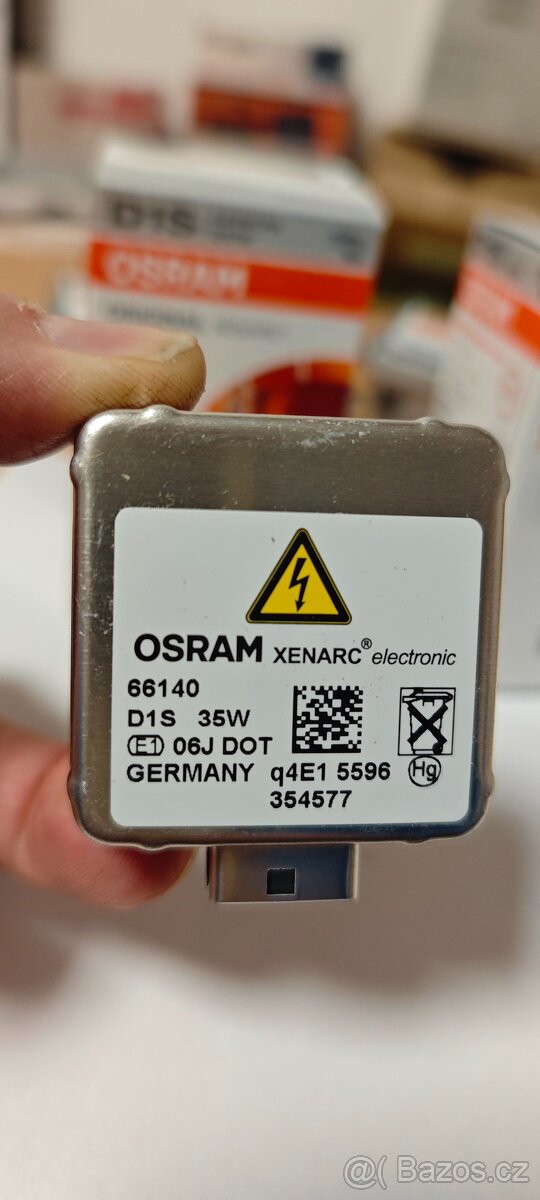 D1S
OSRAM
OSRAM XENARC® electronic
66140
D1S 35W
E1 06J DOT
GERMANY q4E1 5596
Hg
354577
@( Bazos.cz